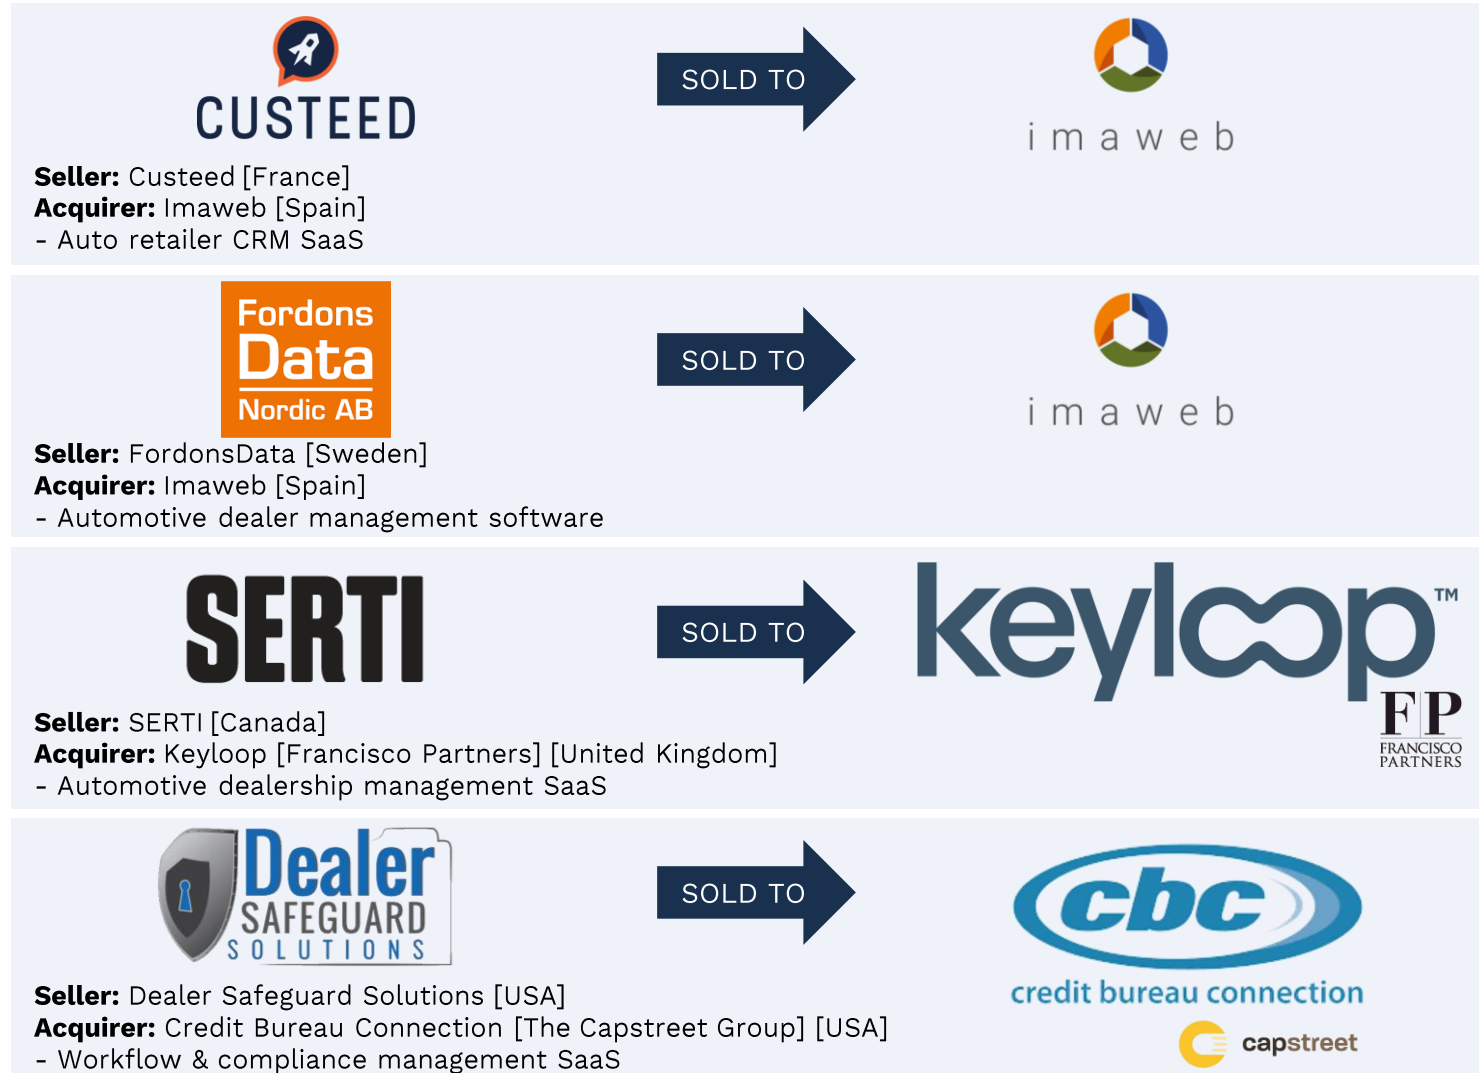 CUSTEED
SOLD TO
imaweb
Seller: Custeed [France]
Acquirer: Imaweb [Spain]
- Auto retailer CRM SaaS
Fordons
Data
Nordic AB
SOLD TO
imaweb
Seller: FordonsData [Sweden]
Acquirer: Imaweb [Spain]
- Automotive dealer management software
SERTI
SOLD TO
keyloop™
FP
FRANCISCO
PARTNERS
Seller: SERTI [Canada]
Acquirer: Keyloop [Francisco Partners] [United Kingdom]
- Automotive dealership management SaaS
Dealer
SAFEGUARD
SOLUTIONS
SOLD TO
cbc
credit bureau connection
capstreet
Seller: Dealer Safeguard Solutions [USA]
Acquirer: Credit Bureau Connection [The Capstreet Group] [USA]
- Workflow & compliance management SaaS